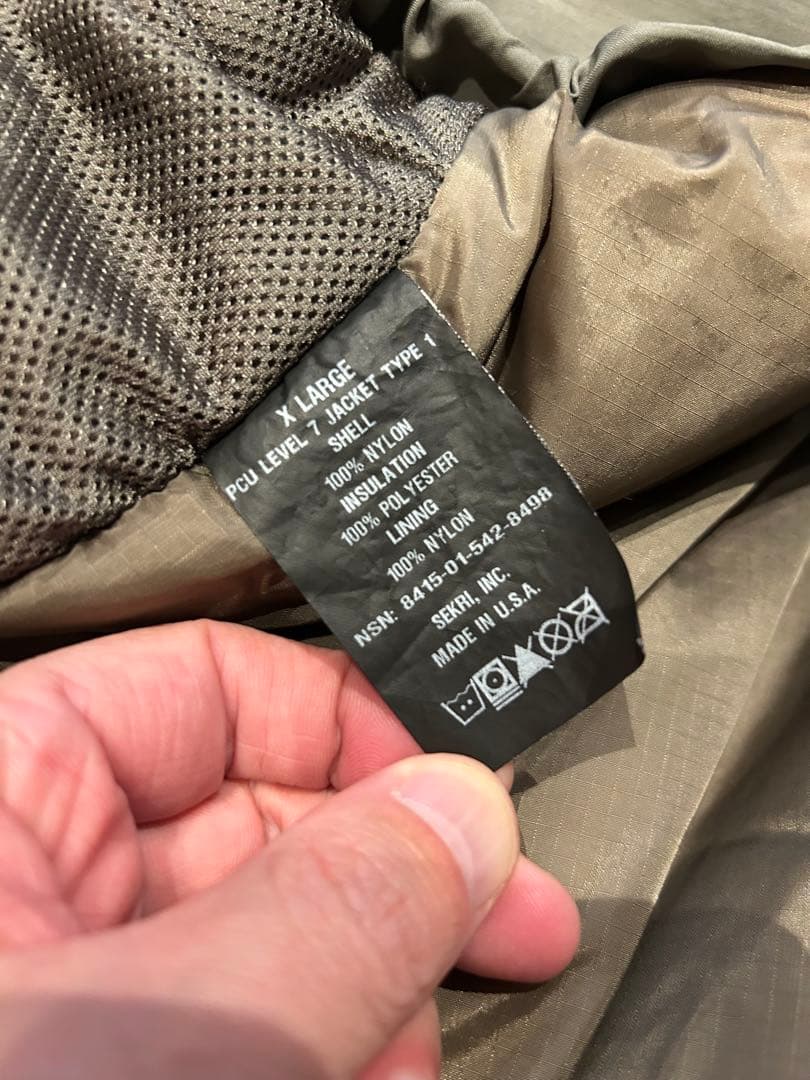 X LARGE
PCU LEVEL 7 JACKET TYPE 1
SHELL
100% NYLON
INSULATION
100% POLYESTER
LINING
100% NYLON
NSN: 8415-01-542-8498
SEKRI, INC.
MADE IN U.S.A.